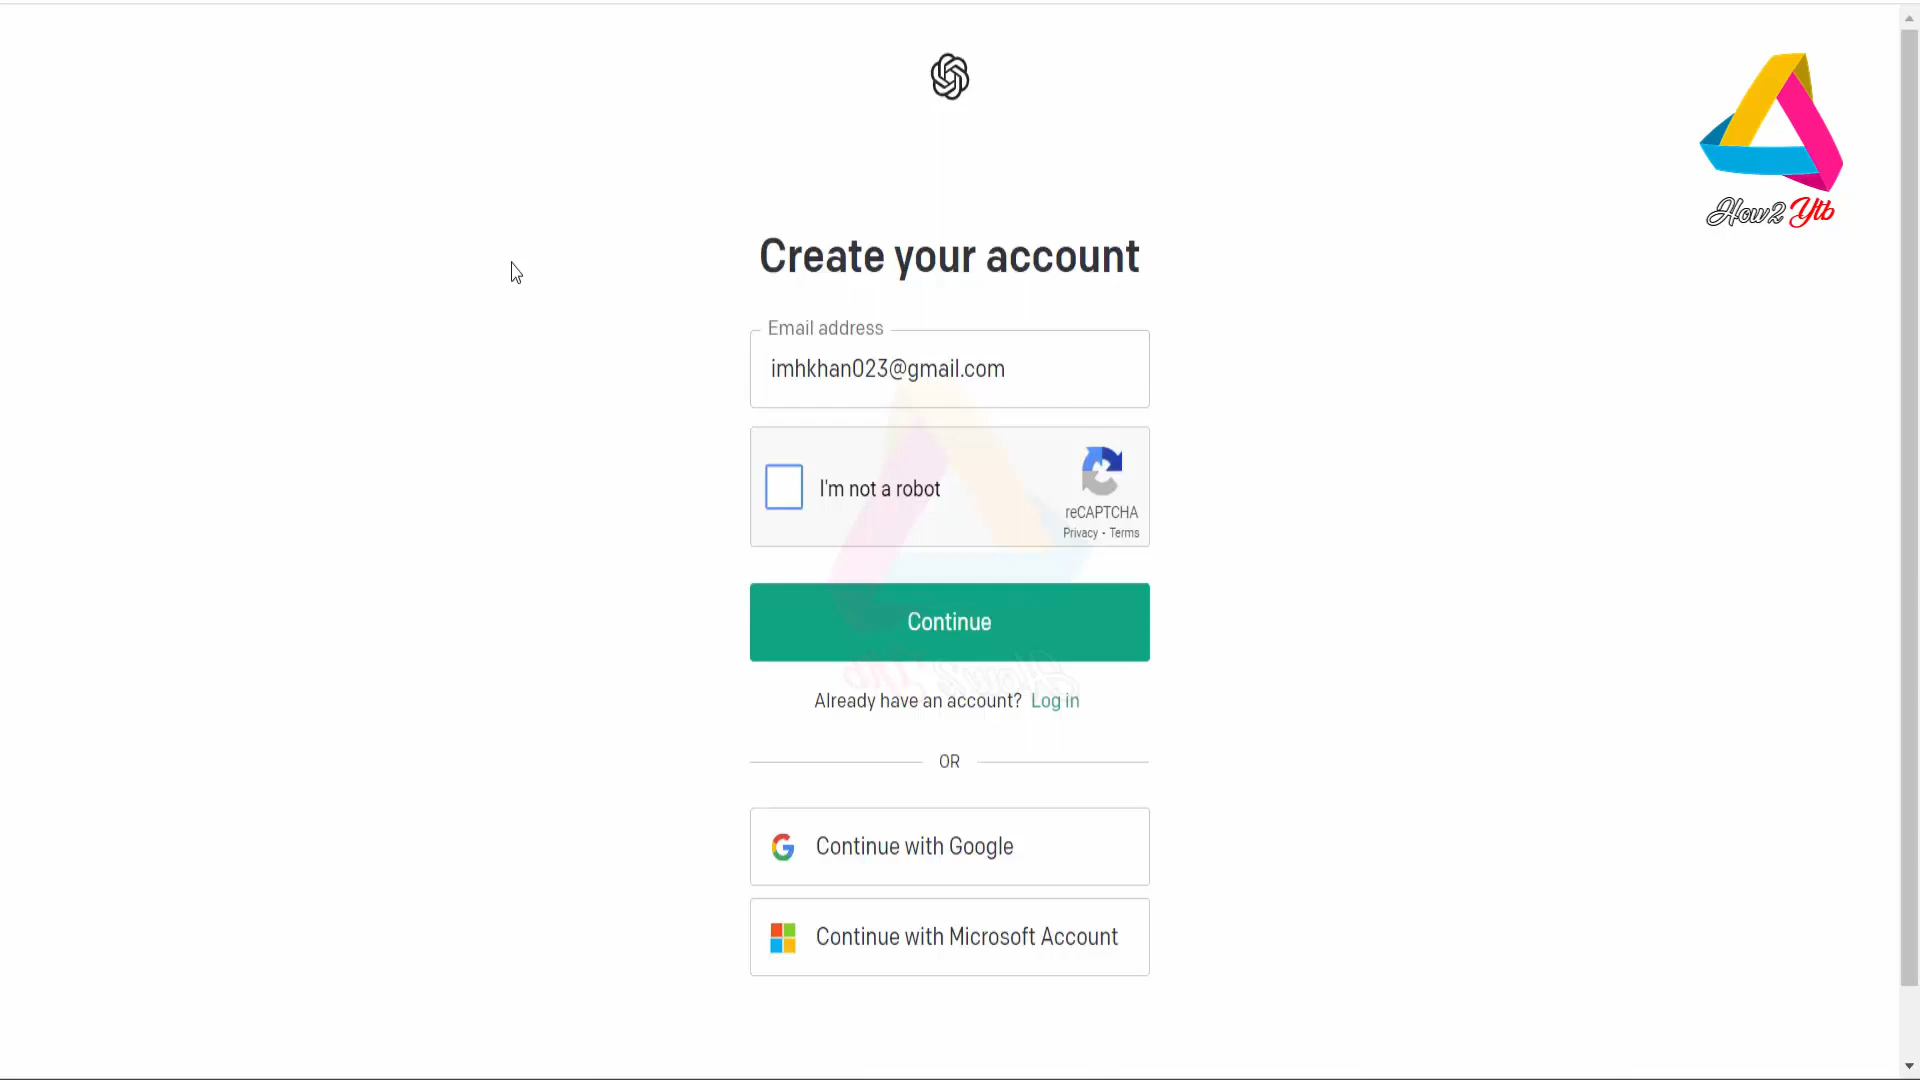 How2 Ytb
Create your account
Email address
imhkhan023@gmail.com
I'm not a robot
reCAPTCHA
Privacy - Terms
Continue
Already have an account? Log in
OR
Continue with Google
Continue with Microsoft Account